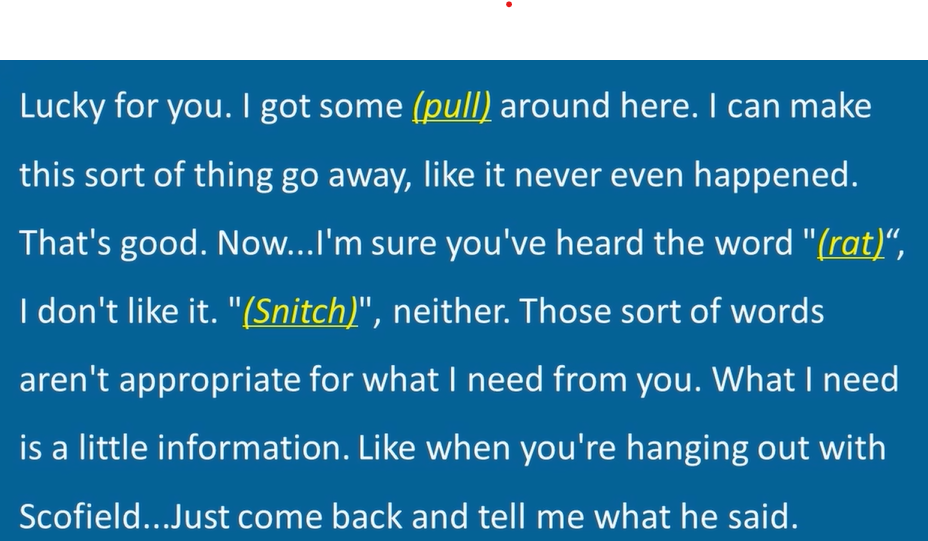 Lucky for you. I got some (pull) around here. I can make
this sort of thing go away, like it never even happened.
That's good. Now...I'm sure you've heard the word "(rat)“,
I don't like it. "(Snitch)", neither. Those sort of words
aren't appropriate for what I need from you. What I need
is a little information. Like when you're hanging out with
Scofield...Just come back and tell me what he said.